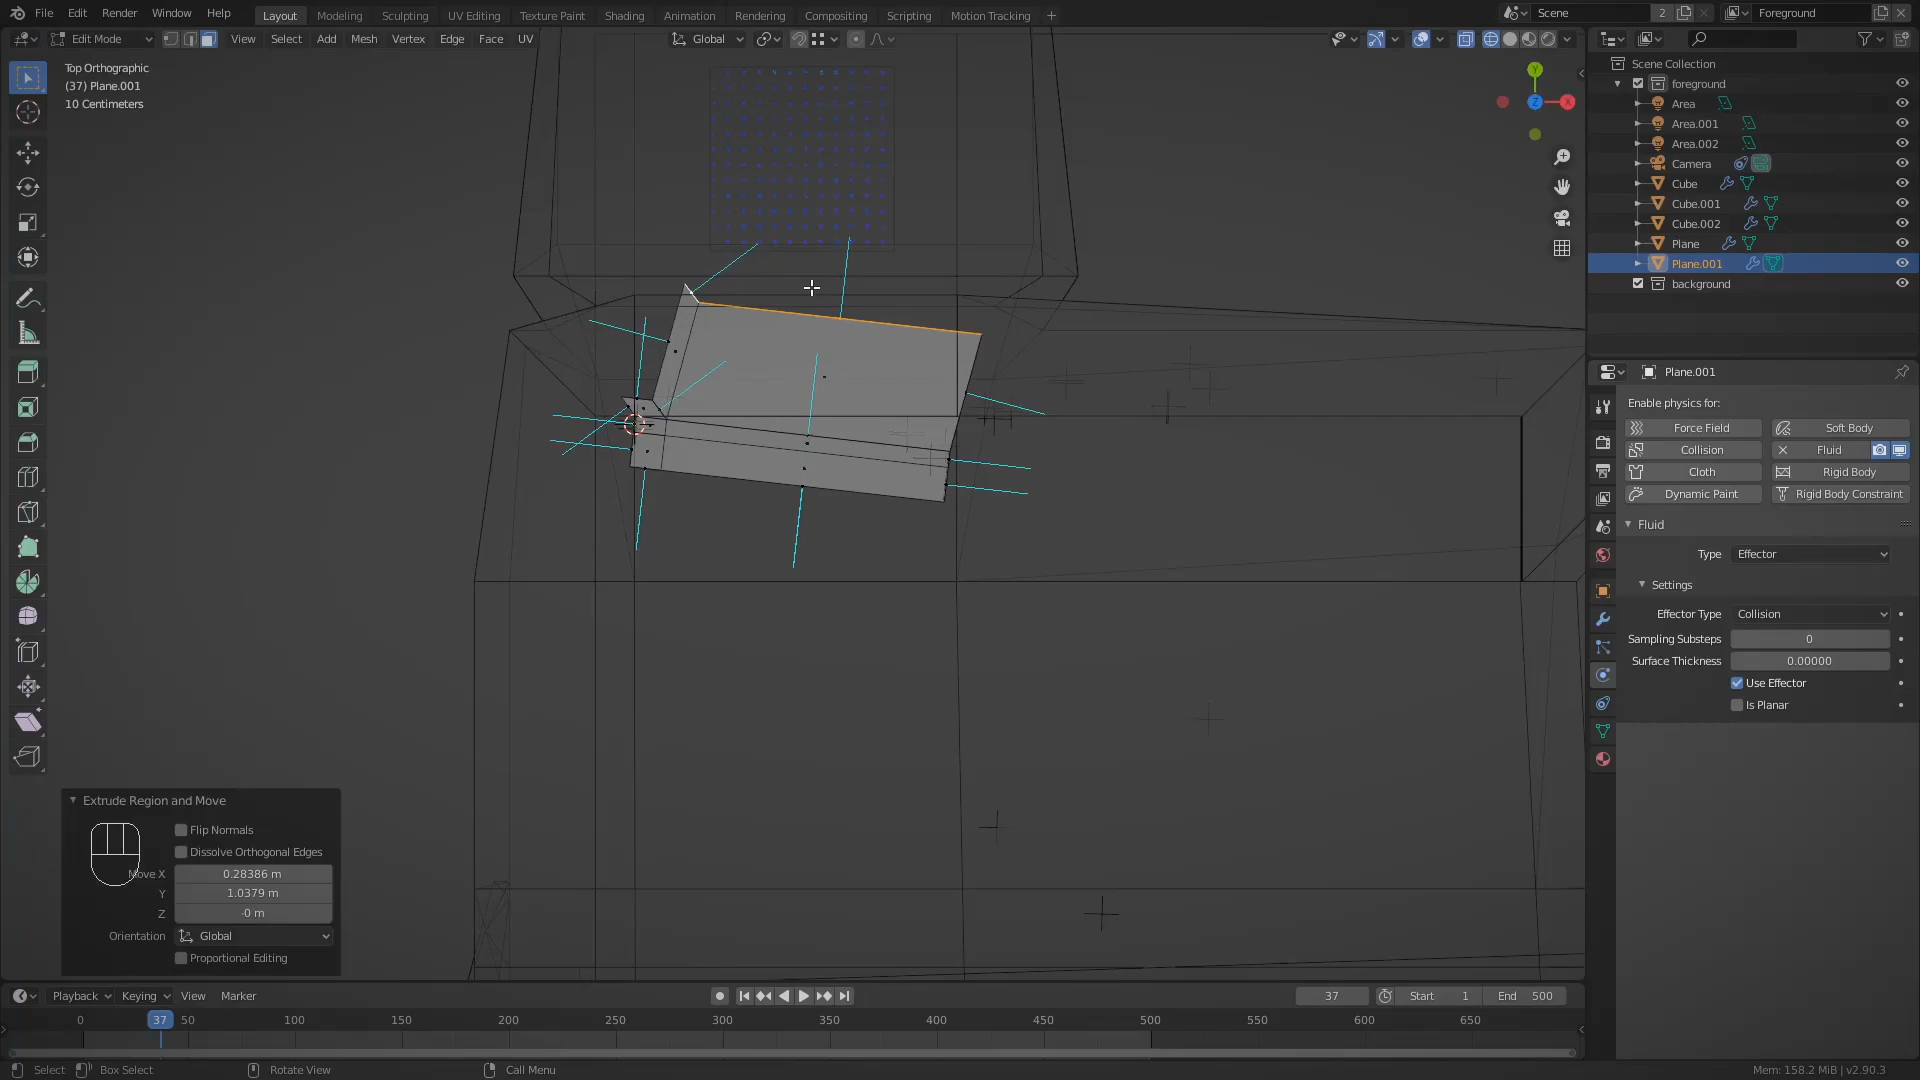 File Edit Render Window Help Layout Modeling Sculpting UV Editing Texture Paint Shading Animation Rendering Compositing Scripting Motion Tracking + Scene 2 Foreground
Edit Mode View Select Add Mesh Vertex Edge Face UV Global
Top Orthographic
(37) Plane.001
10 Centimeters
Y
Z
X
Scene Collection
foreground
Area
Area.001
Area.002
Camera
Cube
Cube.001
Cube.002
Plane
Plane.001
background
Plane.001
Enable physics for:
Force Field Soft Body
Collision Fluid
Cloth Rigid Body
Dynamic Paint Rigid Body Constraint
Fluid
Type Effector
Settings
Effector Type Collision
Sampling Substeps 0
Surface Thickness 0.00000
Use Effector
Is Planar
Extrude Region and Move
Flip Normals
Dissolve Orthogonal Edges
Move X 0.28386 m
Y 1.0379 m
Z -0 m
Orientation Global
Proportional Editing
Playback Keying View Marker 37 Start 1 End 500
0 37 50 100 150 200 250 300 350 400 450 500 550 600 650
Select Box Select Rotate View Call Menu Mem: 158.2 MiB | v2.90.3